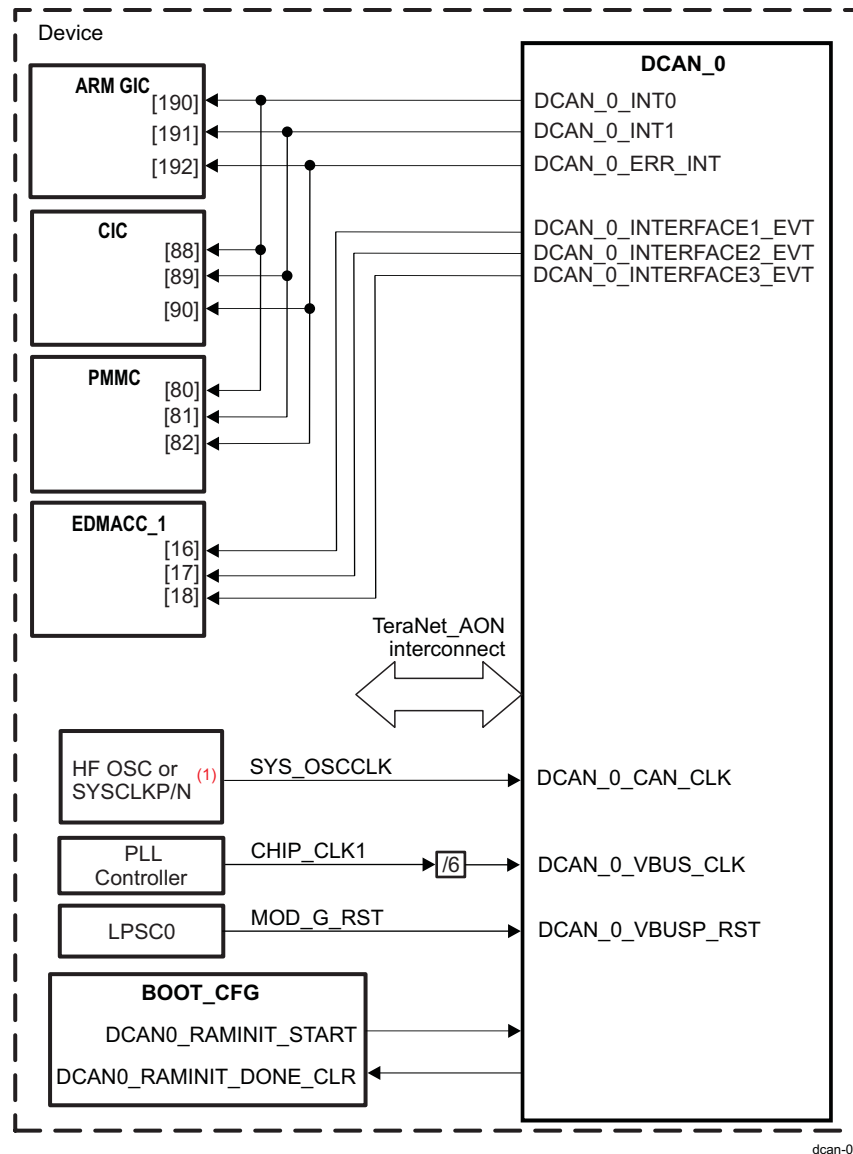 Device
ARM GIC
[190]
[191]
[192]
CIC
[88]
[89]
[90]
PMMC
[80]
[81]
[82]
EDMACC_1
[16]
[17]
[18]
DCAN_0
DCAN_0_INT0
DCAN_0_INT1
DCAN_0_ERR_INT
DCAN_0_INTERFACE1_EVT
DCAN_0_INTERFACE2_EVT
DCAN_0_INTERFACE3_EVT
TeraNet_AON
interconnect
HF OSC or (1)
SYSCLKP/N
SYS_OSCCLK
DCAN_0_CAN_CLK
PLL
Controller
CHIP_CLK1
/6
DCAN_0_VBUS_CLK
LPSC0
MOD_G_RST
DCAN_0_VBUSP_RST
BOOT_CFG
DCAN0_RAMINIT_START
DCAN0_RAMINIT_DONE_CLR
dcan-0